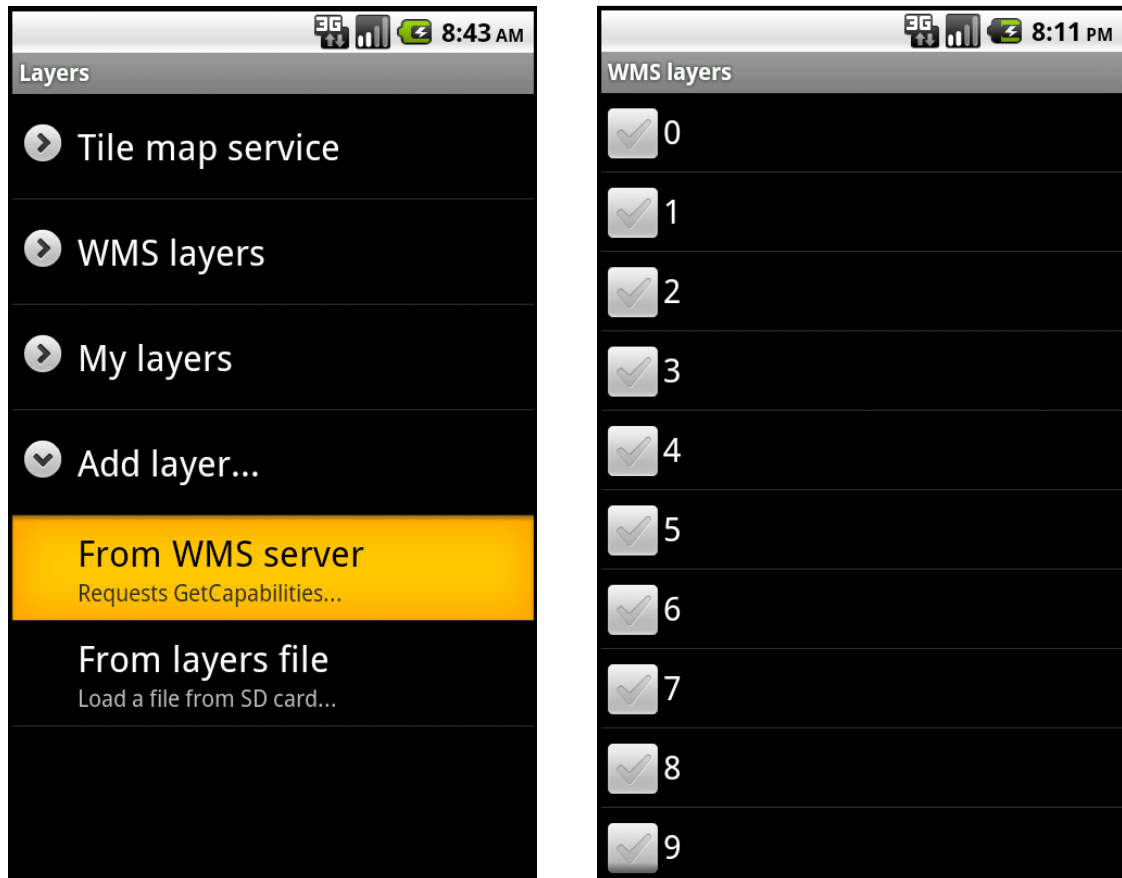 3G 8:43 AM
Layers
Tile map service
WMS layers
My layers
Add layer...
From WMS server
Requests GetCapabilities...
From layers file
Load a file from SD card...
3G 8:11 PM
WMS layers
0
1
2
3
4
5
6
7
8
9